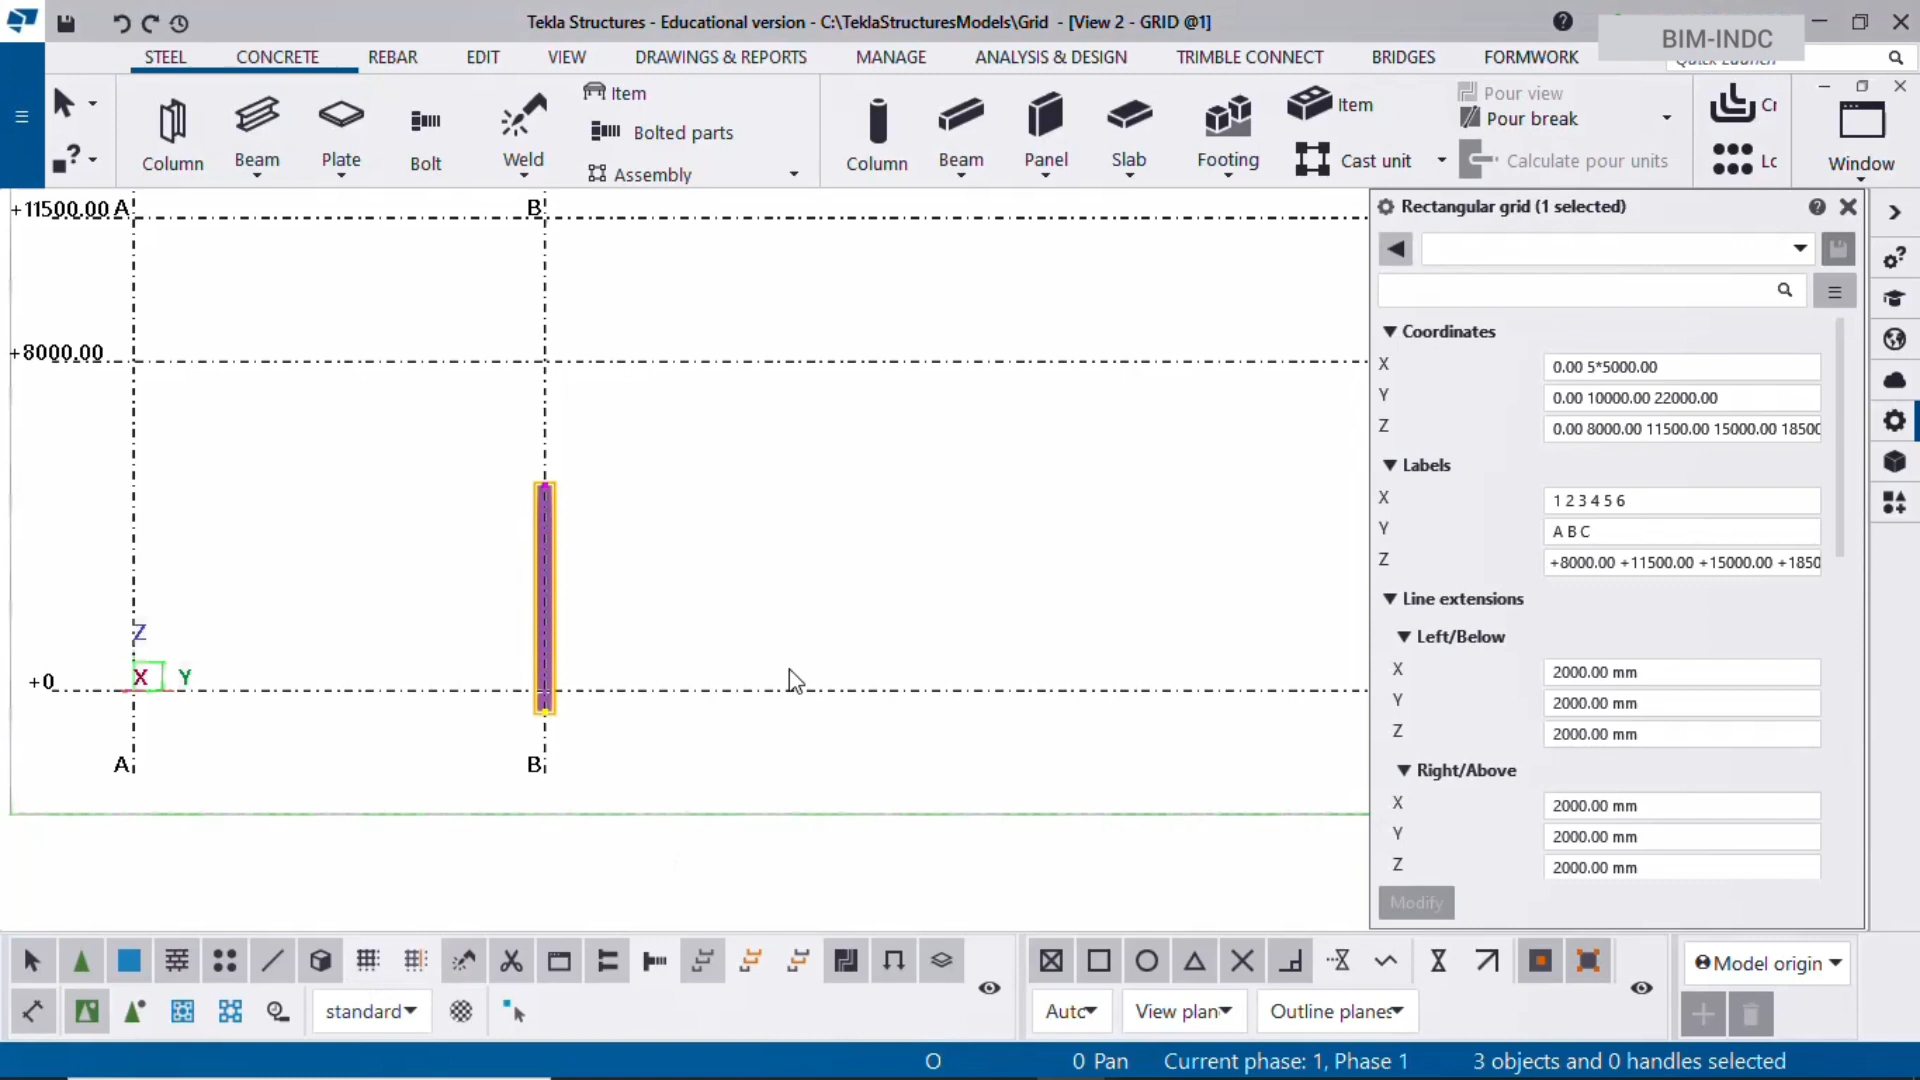 Tekla Structures - Educational version - C:\TeklaStructuresModels\Grid - [View 2 - GRID @1]
BIM-INDC
STEEL CONCRETE REBAR EDIT VIEW DRAWINGS & REPORTS MANAGE ANALYSIS & DESIGN TRIMBLE CONNECT BRIDGES FORMWORK
Column Beam Plate Bolt Weld
Item
Bolted parts
Assembly
Column Beam Panel Slab Footing
Item
Cast unit
Pour view
Pour break
Calculate pour units
Window
+11500.00 A B
+8000.00
+0
Z
X Y
A B
Rectangular grid (1 selected)
Coordinates
X 0.00 5*5000.00
Y 0.00 10000.00 22000.00
Z 0.00 8000.00 11500.00 15000.00 18500
Labels
X 1 2 3 4 5 6
Y A B C
Z +8000.00 +11500.00 +15000.00 +1850
Line extensions
Left/Below
X 2000.00 mm
Y 2000.00 mm
Z 2000.00 mm
Right/Above
X 2000.00 mm
Y 2000.00 mm
Z 2000.00 mm
Modify
Model origin
standard
Auto View plan Outline planes
O 0 Pan Current phase: 1, Phase 1 3 objects and 0 handles selected